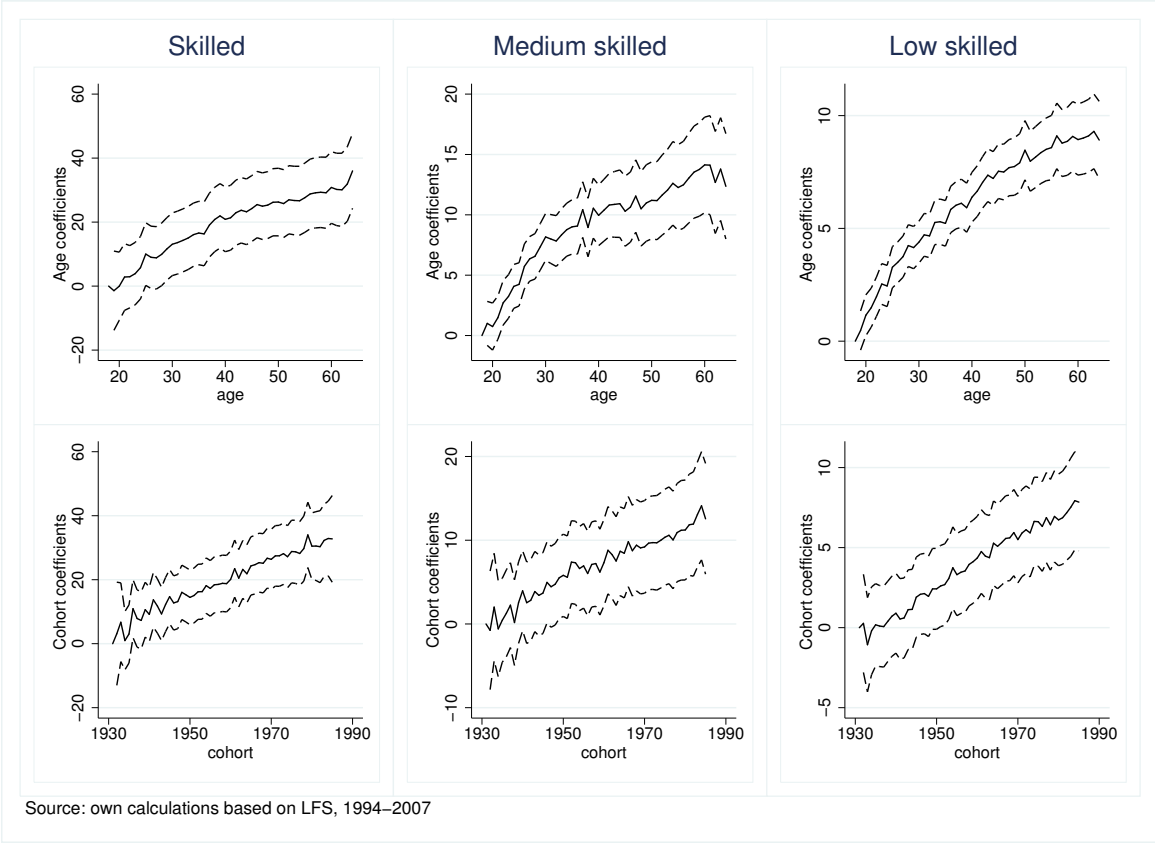 Skilled
Medium skilled
Low skilled
Age coefficients
60
40
20
0
−20
20 30 40 50 60
age
Age coefficients
20
15
10
5
0
20 30 40 50 60
age
Age coefficients
10
5
0
20 30 40 50 60
age
Cohort coefficients
60
40
20
0
−20
1930 1950 1970 1990
cohort
Cohort coefficients
20
10
0
−10
1930 1950 1970 1990
cohort
Cohort coefficients
10
5
0
−5
1930 1950 1970 1990
cohort
Source: own calculations based on LFS, 1994−2007